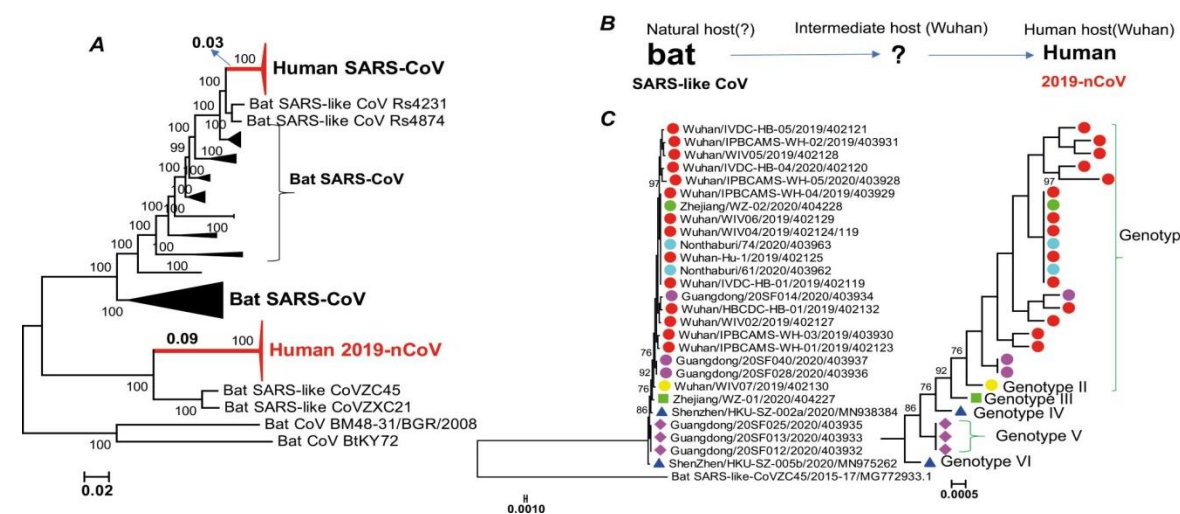 A
0.03
100
Human SARS-CoV
Bat SARS-like CoV Rs4231
100
Bat SARS-like CoV Rs4874
100
100
99
100
Bat SARS-CoV
100
100
100
100
100
100
100
Bat SARS-CoV
100
0.09
100
Human 2019-nCoV
100
Bat SARS-like CoVZC45
100
Bat SARS-like CoVZXC21
Bat CoV BM48-31/BGR/2008
100
Bat CoV BtKY72
0.02
B
Natural host(?)
Intermediate host (Wuhan)
Human host(Wuhan)
bat
?
Human
SARS-like CoV
2019-nCoV
C
Wuhan/IVDC-HB-05/2019/402121
Wuhan/IPBCAMS-WH-02/2019/403931
Wuhan/WIV05/2019/402128
Wuhan/IVDC-HB-04/2020/402120
97
Wuhan/IPBCAMS-WH-05/2020/403928
Wuhan/IPBCAMS-WH-04/2019/403929
Zhejiang/WZ-02/2020/404228
Wuhan/WIV06/2019/402129
Wuhan/WIV04/2019/402124/119
Nonthaburi/74/2020/403963
Wuhan-Hu-1/2019/402125
Nonthaburi/61/2020/403962
Wuhan/IVDC-HB-01/2019/402119
Guangdong/20SF014/2020/403934
Wuhan/HBCDC-HB-01/2019/402132
Wuhan/WIV02/2019/402127
Wuhan/IPBCAMS-WH-03/2019/403930
Wuhan/IPBCAMS-WH-01/2019/402123
76
Guangdong/20SF040/2020/403937
92
Guangdong/20SF028/2020/403936
76
Wuhan/WIV07/2019/402130
Zhejiang/WZ-01/2020/404227
86
Shenzhen/HKU-SZ-002a/2020/MN938384
Guangdong/20SF025/2020/403935
Guangdong/20SF013/2020/403933
Guangdong/20SF012/2020/403932
ShenZhen/HKU-SZ-005b/2020/MN975262
Bat SARS-like-CoVZC45/2015-17/MG772933.1
0.0010
97
Genotyp
76
92
Genotype II
76
Genotype III
Genotype IV
86
Genotype V
Genotype VI
0.0005